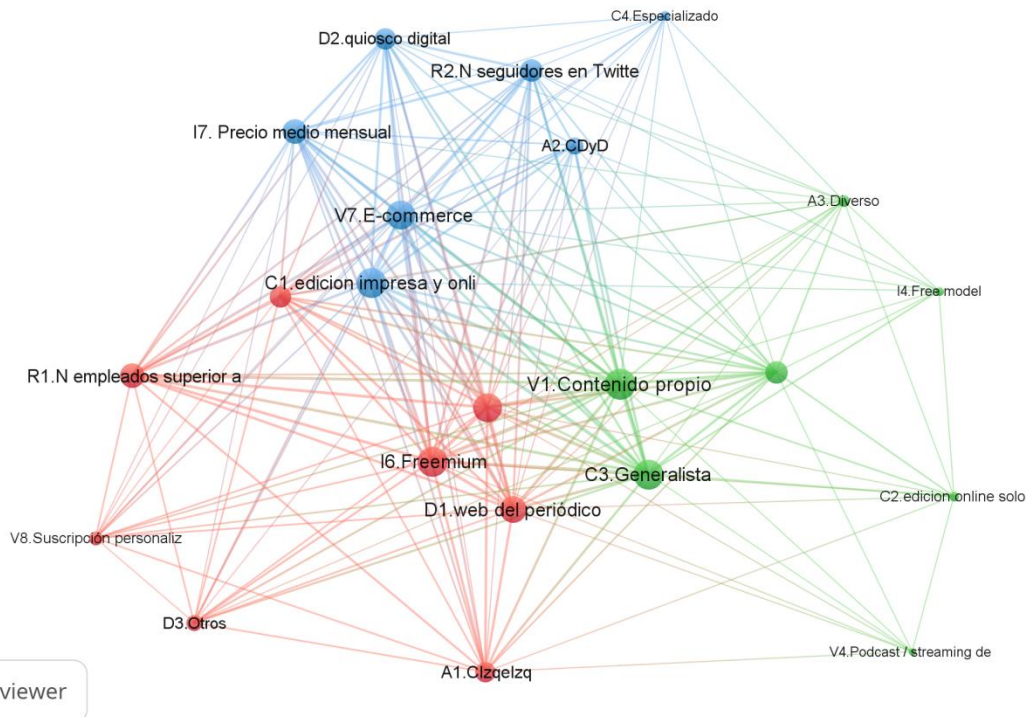 C4.Especializado
D2.quiosco digital
R2.N seguidores en Twitte
I7. Precio medio mensual
A2.CDyD
A3.Diverso
V7.E-commerce
C1.edicion impresa y onli
I4.Free model
R1.N empleados superior a
V1.Contenido propio
I6.Freemium
C3.Generalista
C2.edicion online solo
D1.web del periódico
V8.Suscripción personaliz
D3.Otros
V4.Podcast / streaming de
A1.CIzqeIzq
viewer